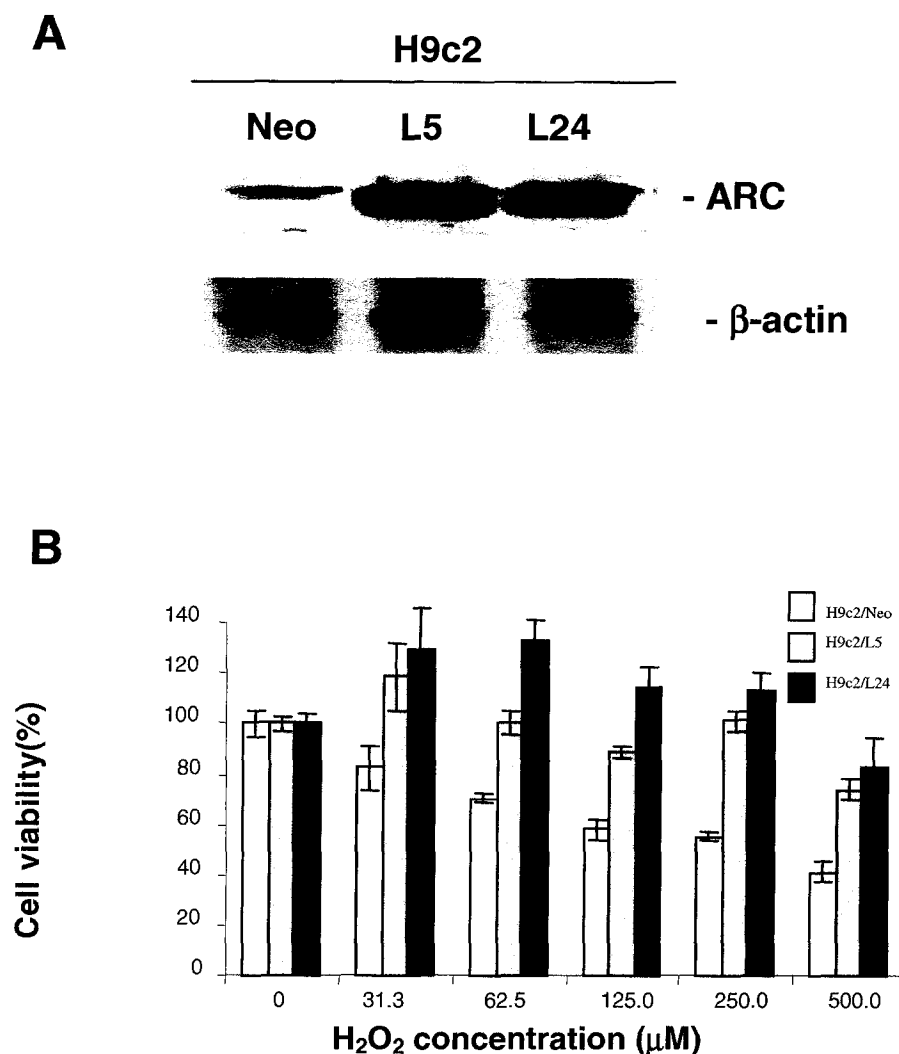 A
H9c2
Neo L5 L24
- ARC
- β-actin
B
140
120
100
80
60
40
20
0
Cell viability(%)
H9c2/Neo
H9c2/L5
H9c2/L24
0 31.3 62.5 125.0 250.0 500.0
H₂O₂ concentration (μM)